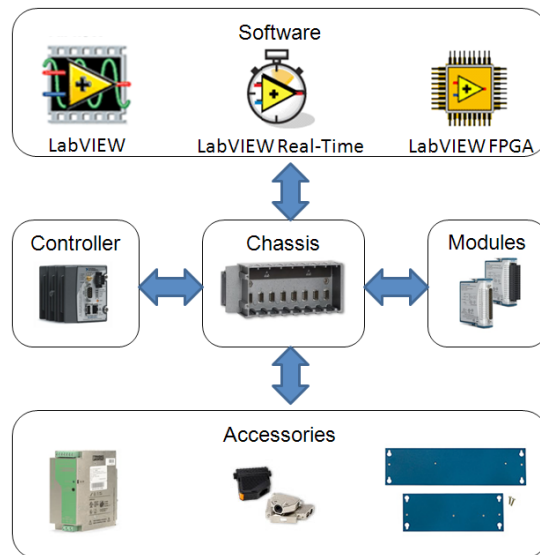 Software
LabVIEW
LabVIEW Real-Time
LabVIEW FPGA
Controller
Chassis
Modules
Accessories